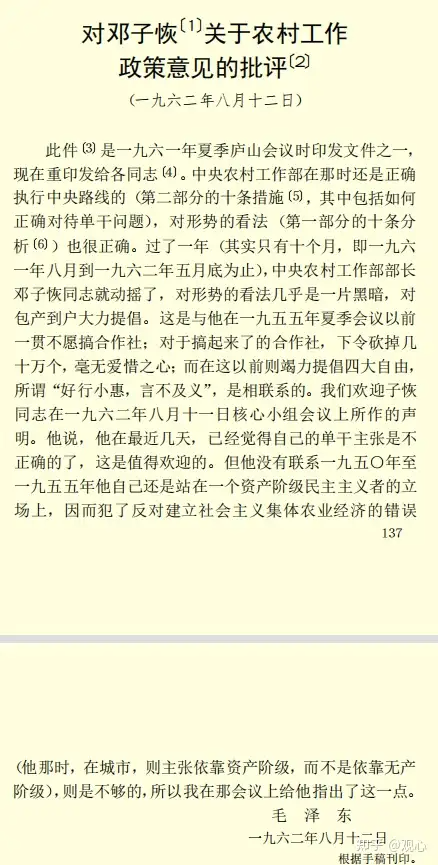 对邓子恢〔1〕关于农村工作
政策意见的批评〔2〕
（一九六二年八月十二日）
此件〔3〕是一九六一年夏季庐山会议时印发文件之一，
现在重印发给各同志〔4〕。中央农村工作部在那时还是正确
执行中央路线的（第二部分的十条措施〔5〕，其中包括如何
正确对待单干问题），对形势的看法（第一部分的十条分
析〔6〕）也很正确。过了一年（其实只有十个月，即一九六
一年八月到一九六二年五月底为止），中央农村工作部部长
邓子恢同志就动摇了，对形势的看法几乎是一片黑暗，对
包产到户大力提倡。这是与他在一九五五年夏季会议以前
一贯不愿搞合作社；对于搞起来了的合作社，下令砍掉几
十万个，毫无爱惜之心；而在这以前则竭力提倡四大自由，
所谓“好行小惠，言不及义”，是相联系的。我们欢迎子恢
同志在一九六二年八月十一日核心小组会议上所作的声
明。他说，他在最近几天，已经觉得自己的单干主张是不
正确的了，这是值得欢迎的。但他没有联系一九五〇年至
一九五五年他自己还是站在一个资产阶级民主主义者的立
场上，因而犯了反对建立社会主义集体农业经济的错误
137
（他那时，在城市，则主张依靠资产阶级，而不是依靠无产
阶级），则是不够的，所以我在那会议上给他指出了这一点。
毛 泽 东
一九六二年八月十二日
根据手稿刊印。
知乎 @观心